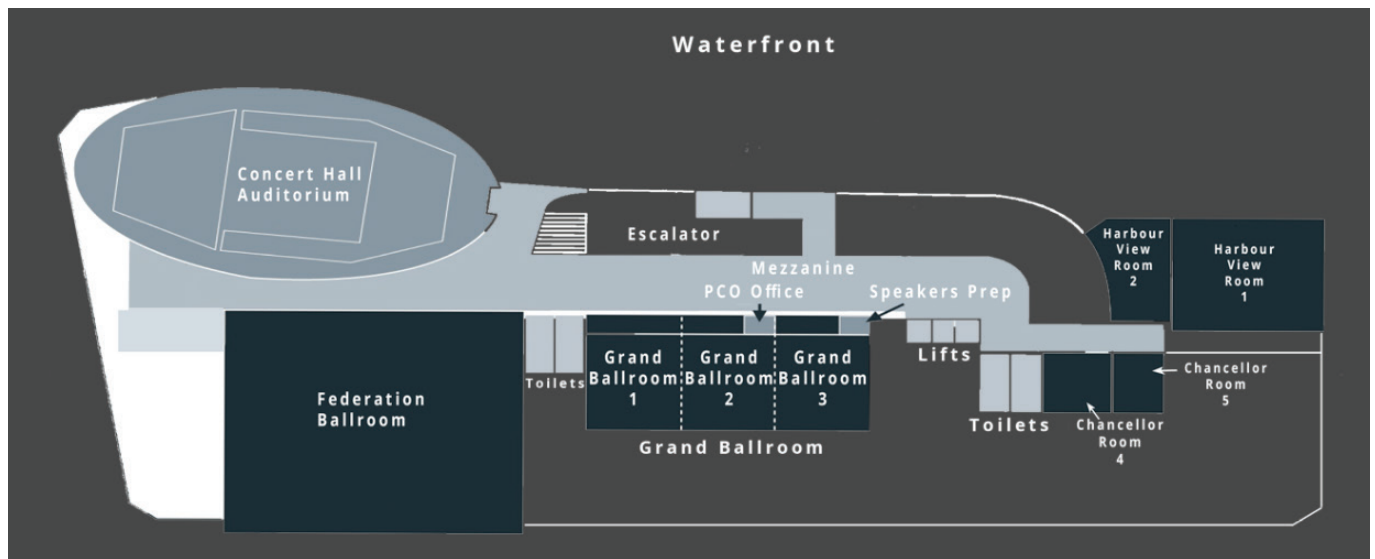 Waterfront
Concert Hall
Auditorium
Escalator
Mezzanine
PCO Office
Speakers Prep
Harbour
View
Room
2
Harbour
View
Room
1
Federation
Ballroom
Toilets
Grand
Ballroom
1
Grand
Ballroom
2
Grand
Ballroom
3
Grand Ballroom
Lifts
Toilets
Chancellor
Room
4
Chancellor
Room
5